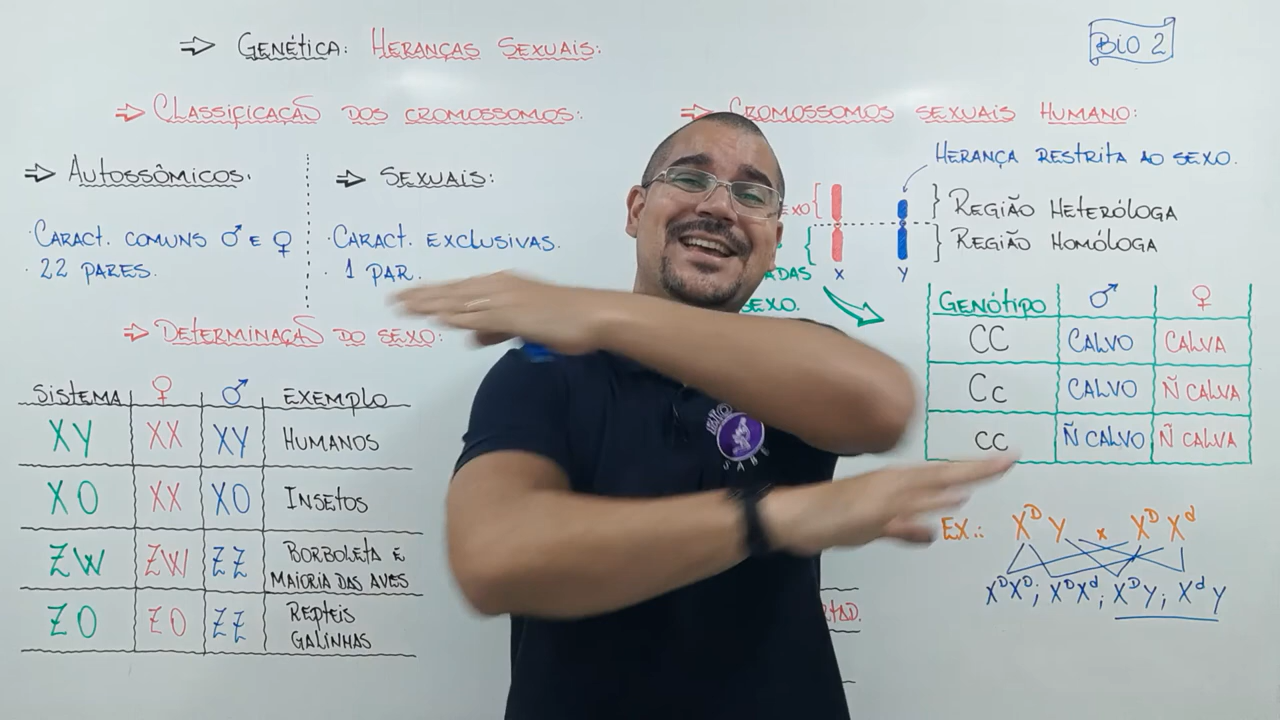 ⇒ GENÉTICA: HERANÇAS SEXUAIS:
BIO 2
⇒ CLASSIFICAÇÃO DOS CROMOSSOMOS:
⇒ AUTOSSÔMICOS.
· CARACT. COMUNS ♂ E ♀
· 22 PARES.
⇒ SEXUAIS:
· CARACT. EXCLUSIVAS.
· 1 PAR.
⇒ DETERMINAÇÃO DO SEXO:
SISTEMA ♀ ♂ EXEMPLO
XY XX XY HUMANOS
XO XX XO INSETOS
ZW ZW ZZ BORBOLETA E
MAIORIA DAS AVES
ZO ZO ZZ REPTEIS
GALINHAS
⇒ CROMOSSOMOS SEXUAIS HUMANO:
HERANÇA RESTRITA AO SEXO.
REGIÃO HETERÓLOGA
REGIÃO HOMÓLOGA
X Y
SEXO.
GENÓTIPO ♂ ♀
CC CALVO CALVA
Cc CALVO Ñ CALVA
cc Ñ CALVO Ñ CALVA
EX.: XᴰY x XᴰXᵈ
XᴰXᴰ; XᴰXᵈ; XᴰY; XᵈY
SABE